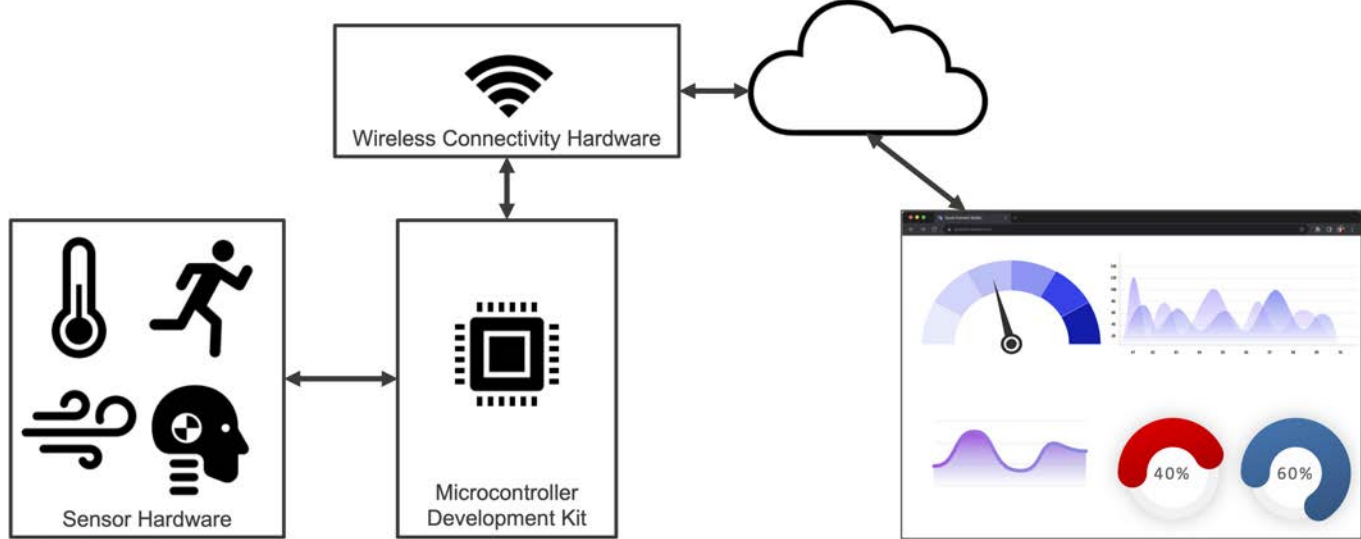 Wireless Connectivity Hardware
Sensor Hardware
Microcontroller
Development Kit
40%
60%